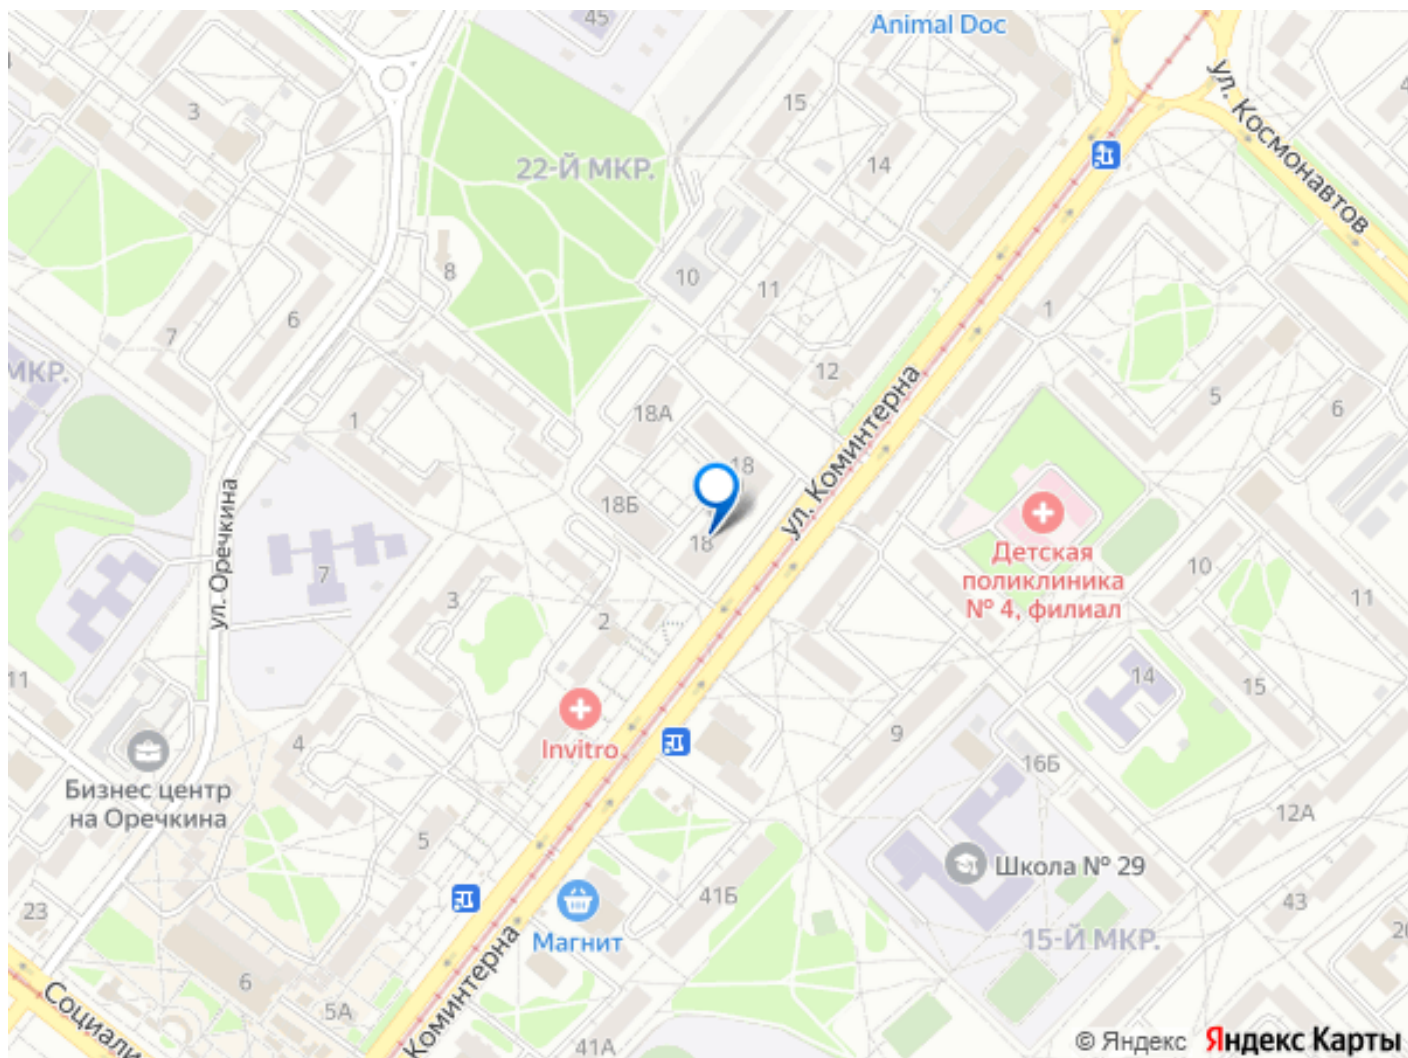 45
Animal Doc
3
15
ул. Космонавтов
14
22-Й МКР.
8
10
11
7
6
1
12
МКР.
5
6
18А
1
18
ул. Коминтерна
18Б
18
Детская
поликлиника
№ 4, филиал
ул. Оречкина
7
10
11
3
2
11
14
15
Invitro
4
9
16Б
Бизнес центр
на Оречкина
12А
5
Школа № 29
41Б
43
23
Магнит
15-Й МКР.
6
Социали
5А
Коминтерна
41А
© Яндекс Яндекс Карты